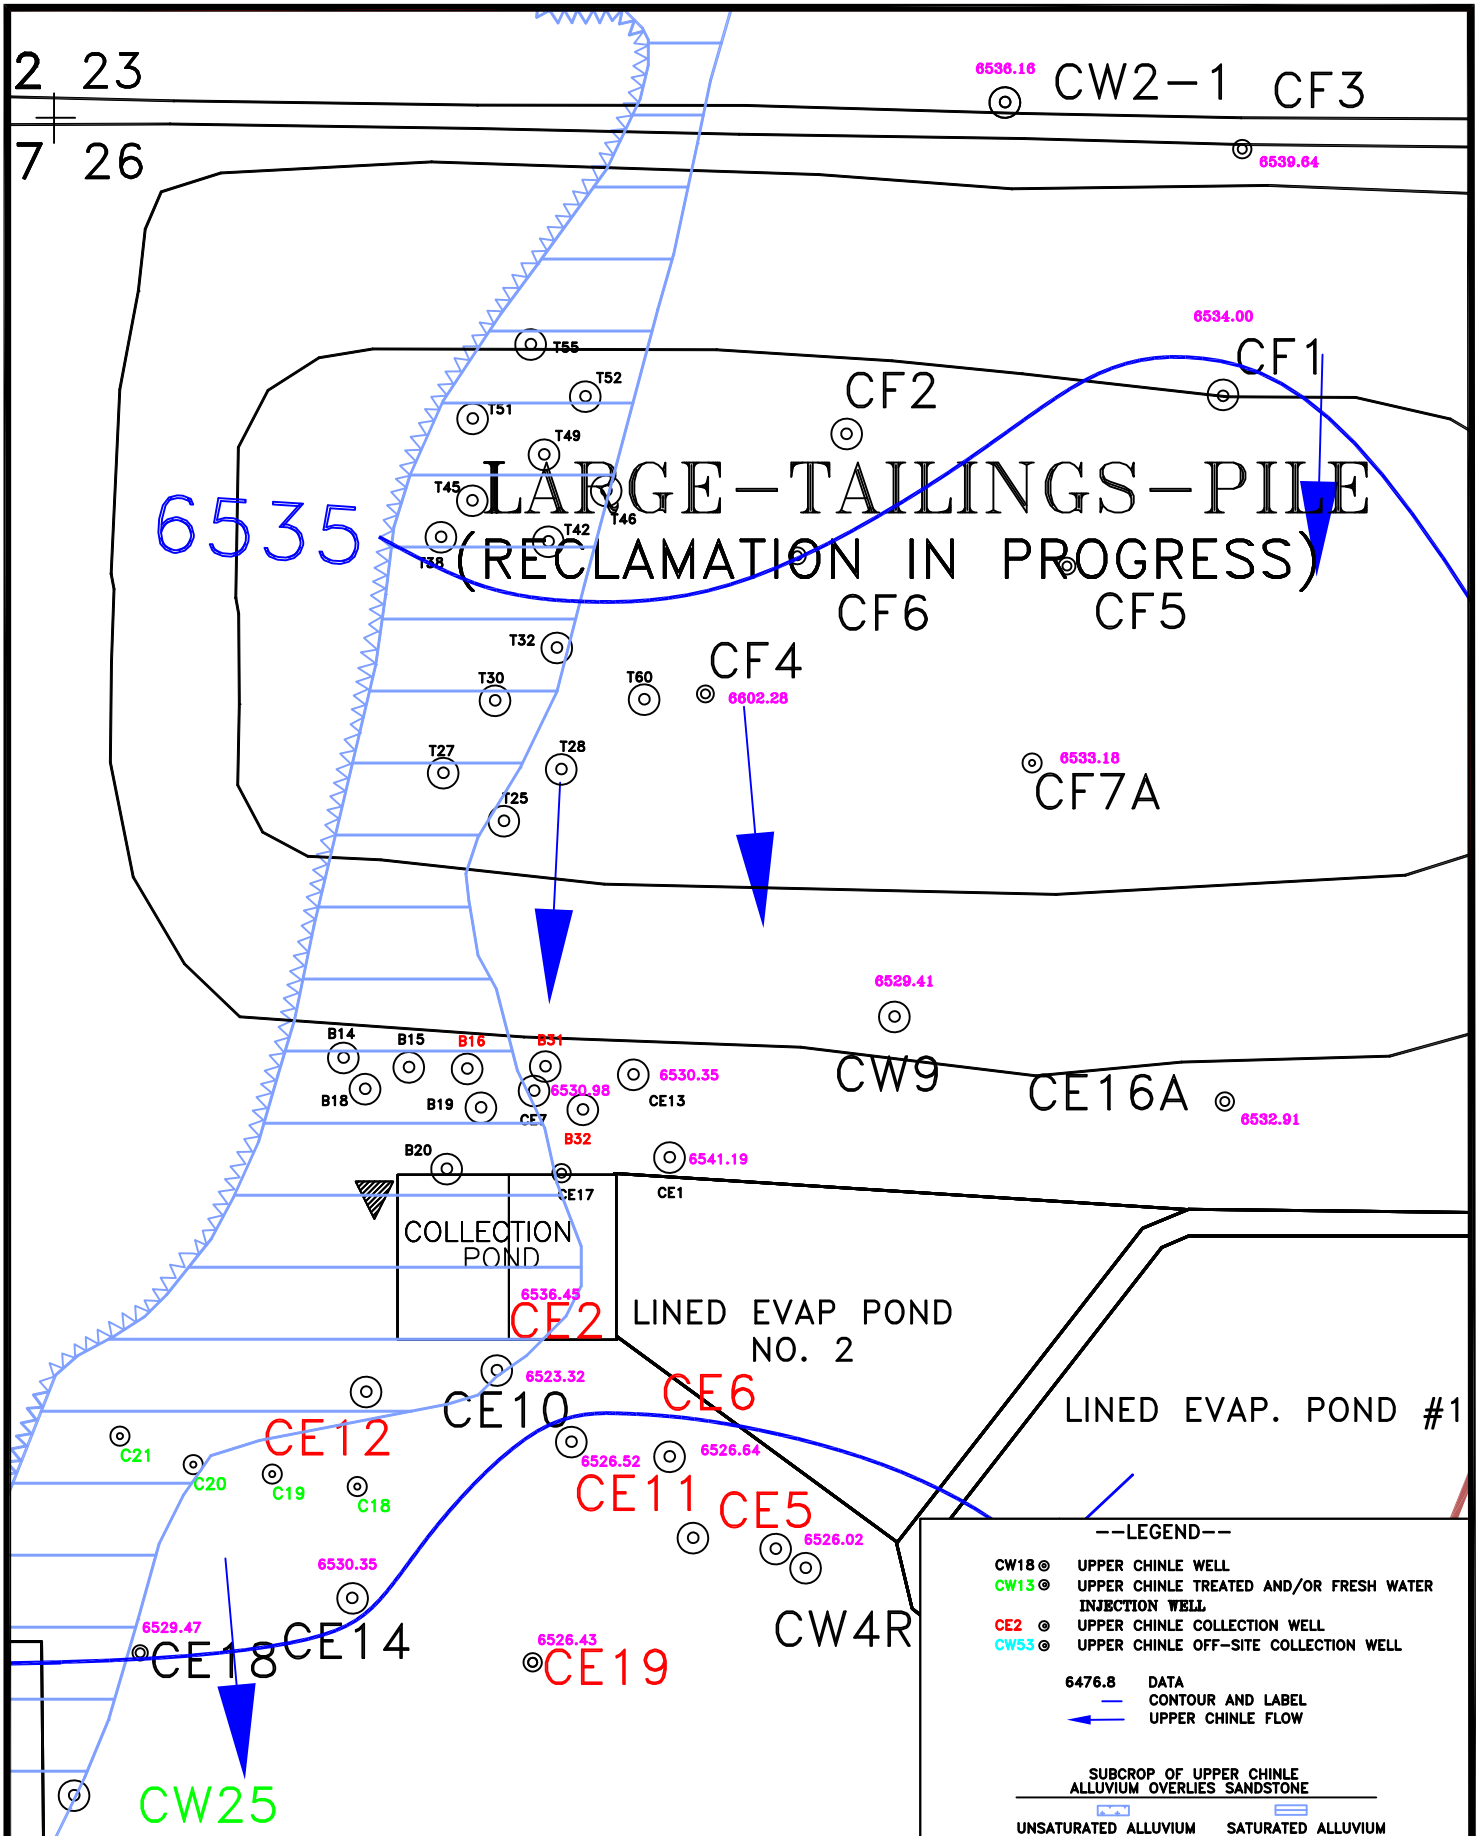 2 23
7 26
6536.16
CW2-1
CF3
6539.64
6534.00
CF1
T55
T52
CF2
T51
T49
LARGE-TAILINGS-PILE
T45
T46
6535
T42
T38
(RECLAMATION IN PROGRESS)
CF6
CF5
T32
CF4
T30
T60
6602.28
T27
T28
6533.18
CF7A
T25
6529.41
B14
B15
B16
B31
CW9
6530.98
6530.35
CE16A
B18
B19
CE7
CE13
6532.91
B32
B20
6541.19
CE17
CE1
COLLECTION
POND
6536.45
CE2
LINED EVAP POND
NO. 2
6523.32
CE10
CE6
LINED EVAP. POND #1
CE12
C21
6526.52
6526.64
C20
C19
C18
CE11
CE5
6526.02
6530.35
6529.47
CE18
CE14
6526.43
CE19
CW4R
CW25
--LEGEND--
CW18 UPPER CHINLE WELL
CW13 UPPER CHINLE TREATED AND/OR FRESH WATER
INJECTION WELL
CE2 UPPER CHINLE COLLECTION WELL
CW53 UPPER CHINLE OFF-SITE COLLECTION WELL
6476.8 DATA
CONTOUR AND LABEL
UPPER CHINLE FLOW
SUBCROP OF UPPER CHINLE
ALLUVIUM OVERLIES SANDSTONE
UNSATURATED ALLUVIUM SATURATED ALLUVIUM